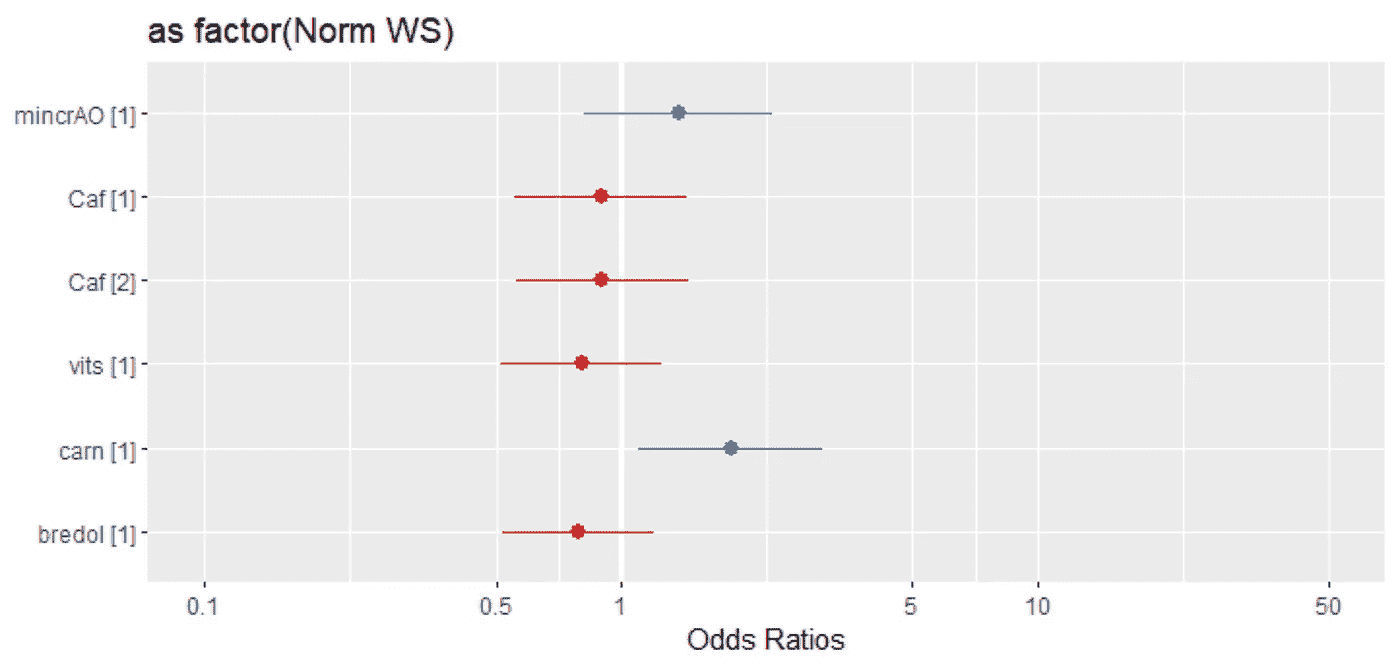 as factor(Norm WS)
mincrAO [1]
Caf [1]
Caf [2]
vits [1]
carn [1]
bredol [1]
0.1 0.5 1 5 10 50
Odds Ratios